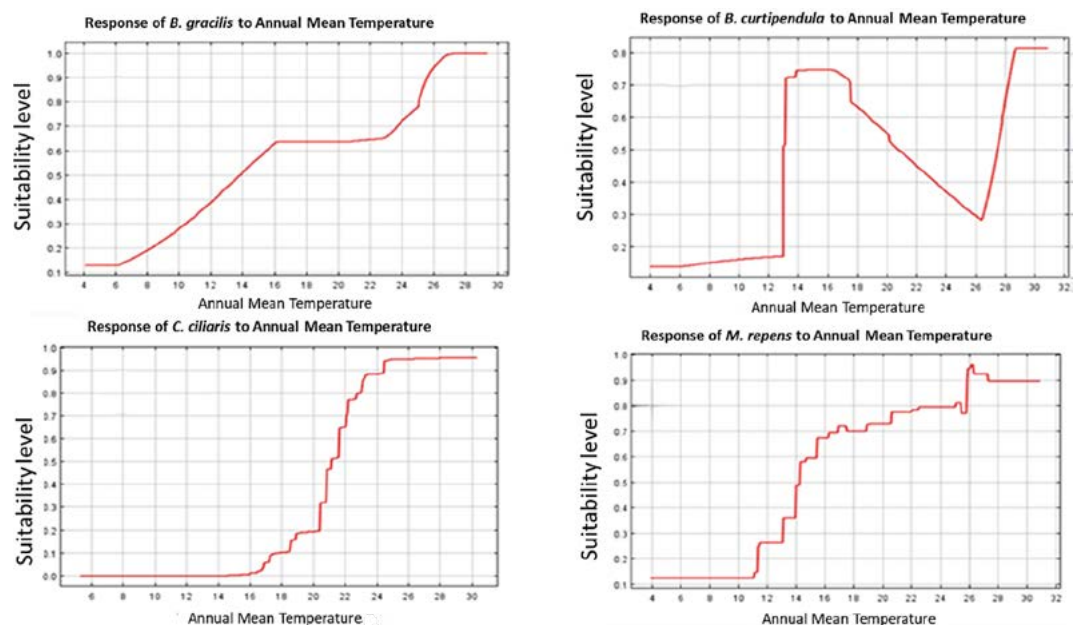 Response of B. gracilis to Annual Mean Temperature
1.0
0.9
0.8
0.7
0.6
0.5
0.4
0.3
0.2
0.1
Suitability level
4 6 8 10 12 14 16 18 20 22 24 26 28 30
Annual Mean Temperature
Response of B. curtipendula to Annual Mean Temperature
0.8
0.7
0.6
0.5
0.4
0.3
0.2
Suitability level
4 6 8 10 12 14 16 18 20 22 24 26 28 30 32
Annual Mean Temperature
Response of C. ciliaris to Annual Mean Temperature
1.0
0.9
0.8
0.7
0.6
0.5
0.4
0.3
0.2
0.1
0.0
Suitability level
6 8 10 12 14 16 18 20 22 24 26 28 30
Annual Mean Temperature
Response of M. repens to Annual Mean Temperature
1.0
0.9
0.8
0.7
0.6
0.5
0.4
0.3
0.2
0.1
Suitability level
4 6 8 10 12 14 16 18 20 22 24 26 28 30 32
Annual Mean Temperature